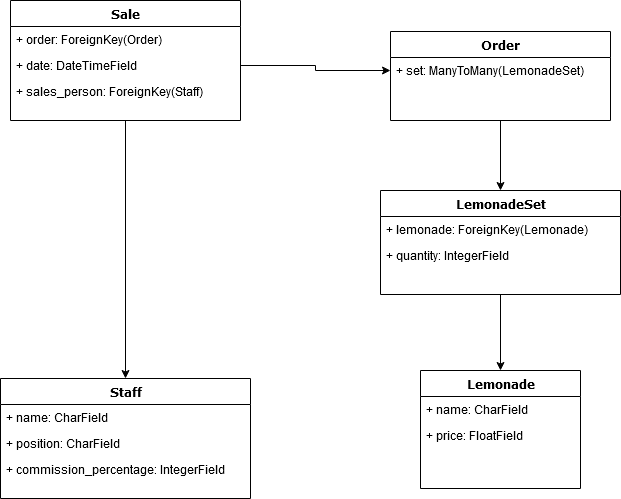 Sale
+ order: ForeignKey(Order)
+ date: DateTimeField
+ sales_person: ForeignKey(Staff)
Order
+ set: ManyToMany(LemonadeSet)
LemonadeSet
+ lemonade: ForeignKey(Lemonade)
+ quantity: IntegerField
Staff
+ name: CharField
+ position: CharField
+ commission_percentage: IntegerField
Lemonade
+ name: CharField
+ price: FloatField